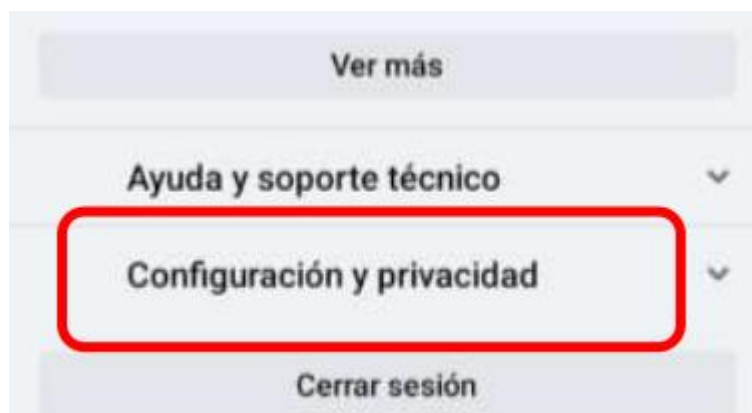 Ver más
Ayuda y soporte técnico
Configuración y privacidad
Cerrar sesión